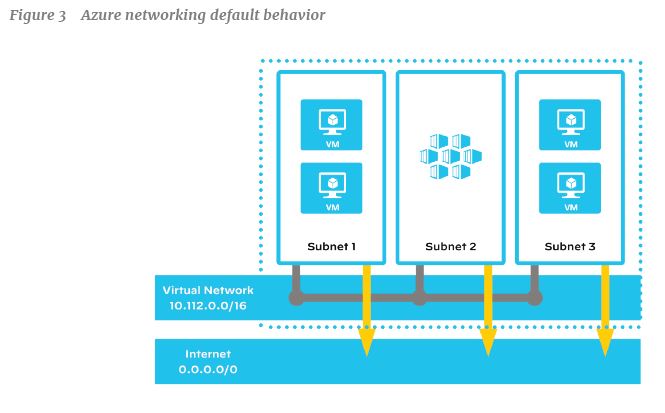 Figure 3 Azure networking default behavior
VM
VM
VM
VM
Subnet 1
Subnet 2
Subnet 3
Virtual Network
10.112.0.0/16
Internet
0.0.0.0/0